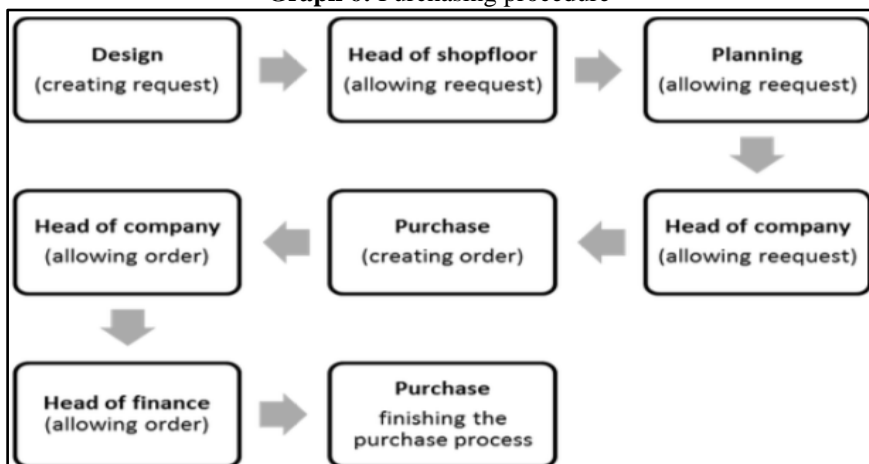 Graph Purchasing procedure
Design
(creating request)
Head of shopfloor
(allowing reequest)
Planning
(allowing reequest)
Head of company
(allowing order)
Purchase
(creating order)
Head of company
(allowing reequest)
Head of finance
(allowing order)
Purchase
finishing the
purchase process